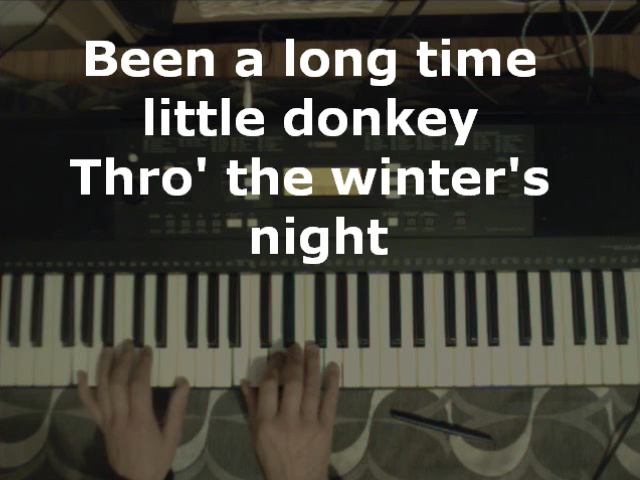 Been a long time
little donkey
Thro' the winter's
night